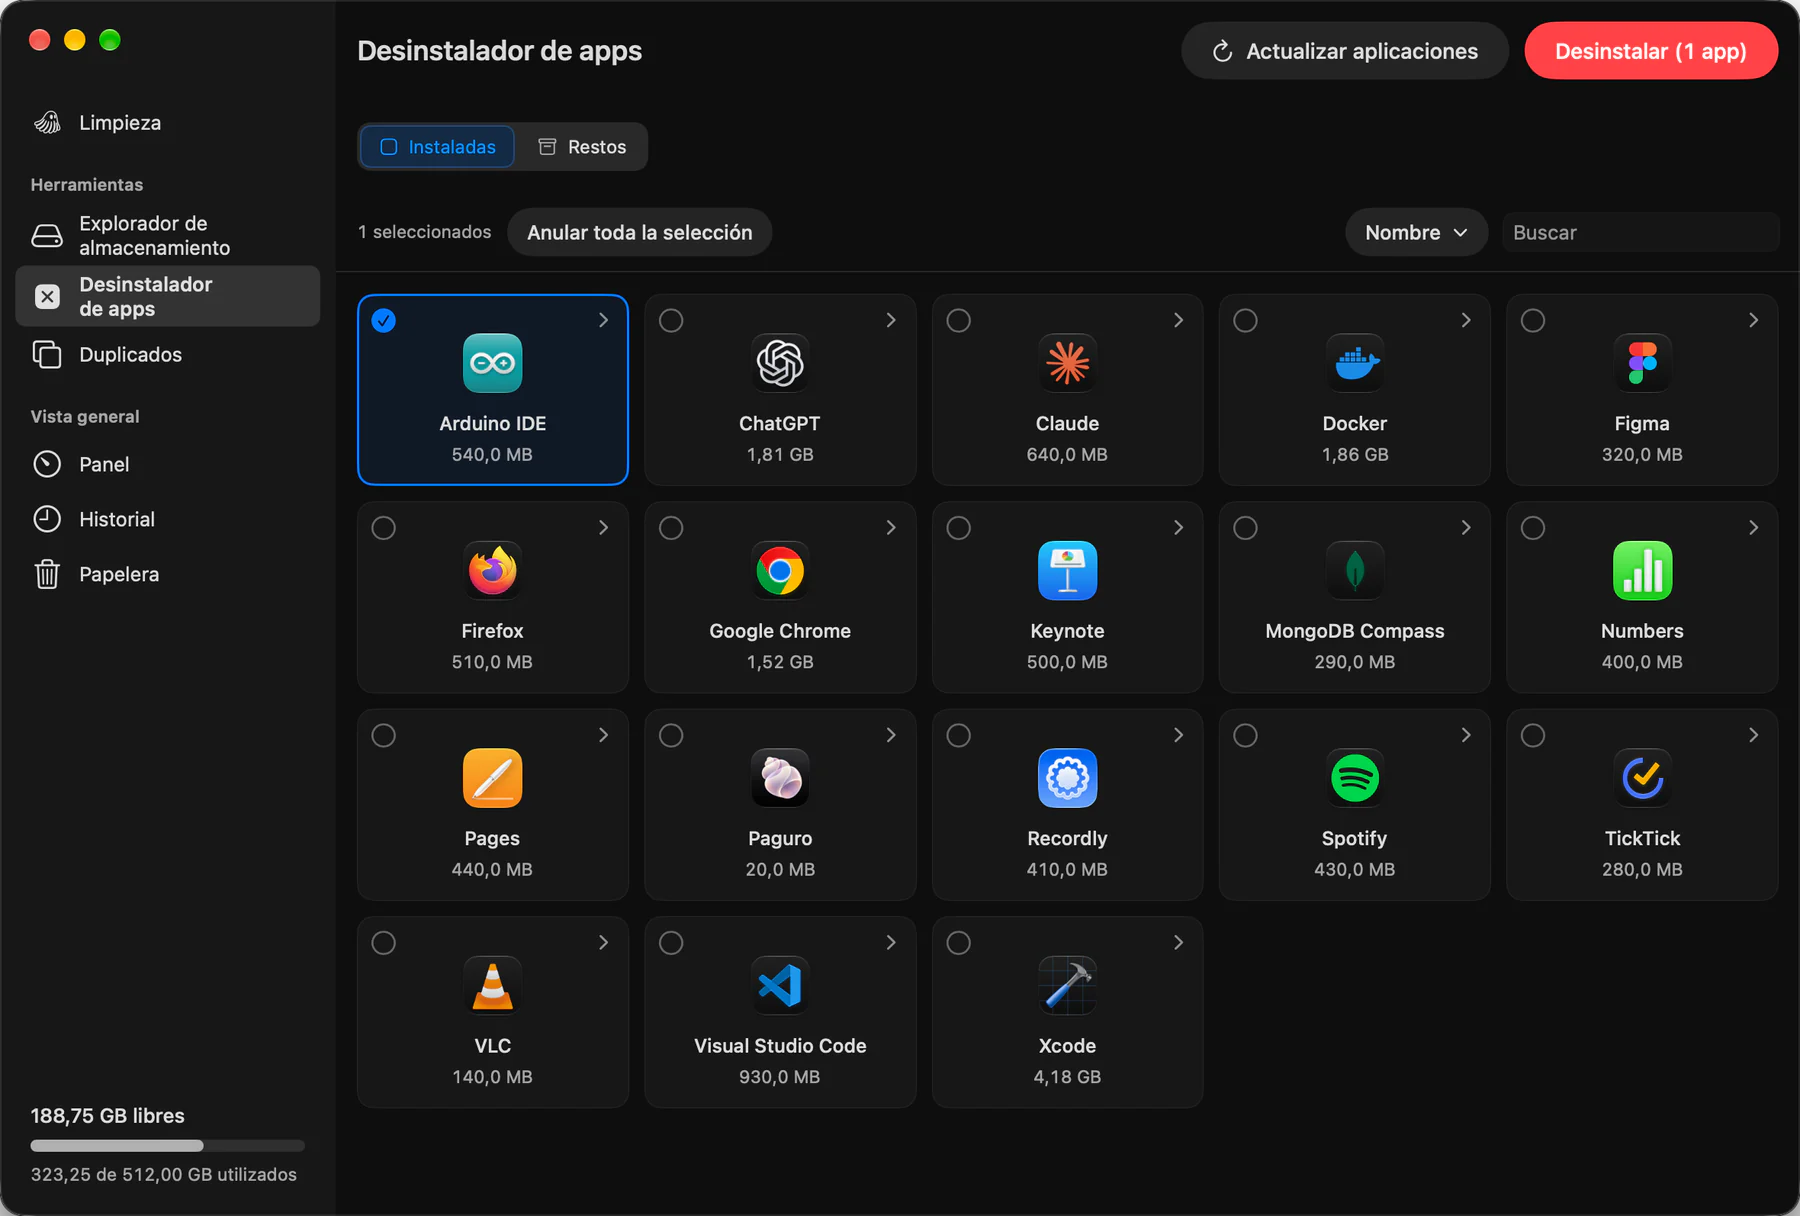 Desinstalador de apps
Actualizar aplicaciones
Desinstalar (1 app)
Limpieza
Herramientas
Explorador de
almacenamiento
Desinstalador
de apps
Duplicados
Vista general
Panel
Historial
Papelera
188,75 GB libres
323,25 de 512,00 GB utilizados
Instaladas
Restos
1 seleccionados
Anular toda la selección
Nombre
Buscar
Arduino IDE
540,0 MB
ChatGPT
1,81 GB
Claude
640,0 MB
Docker
1,86 GB
Figma
320,0 MB
Firefox
510,0 MB
Google Chrome
1,52 GB
Keynote
500,0 MB
MongoDB Compass
290,0 MB
Numbers
400,0 MB
Pages
440,0 MB
Paguro
20,0 MB
Recordly
410,0 MB
Spotify
430,0 MB
TickTick
280,0 MB
VLC
140,0 MB
Visual Studio Code
930,0 MB
Xcode
4,18 GB